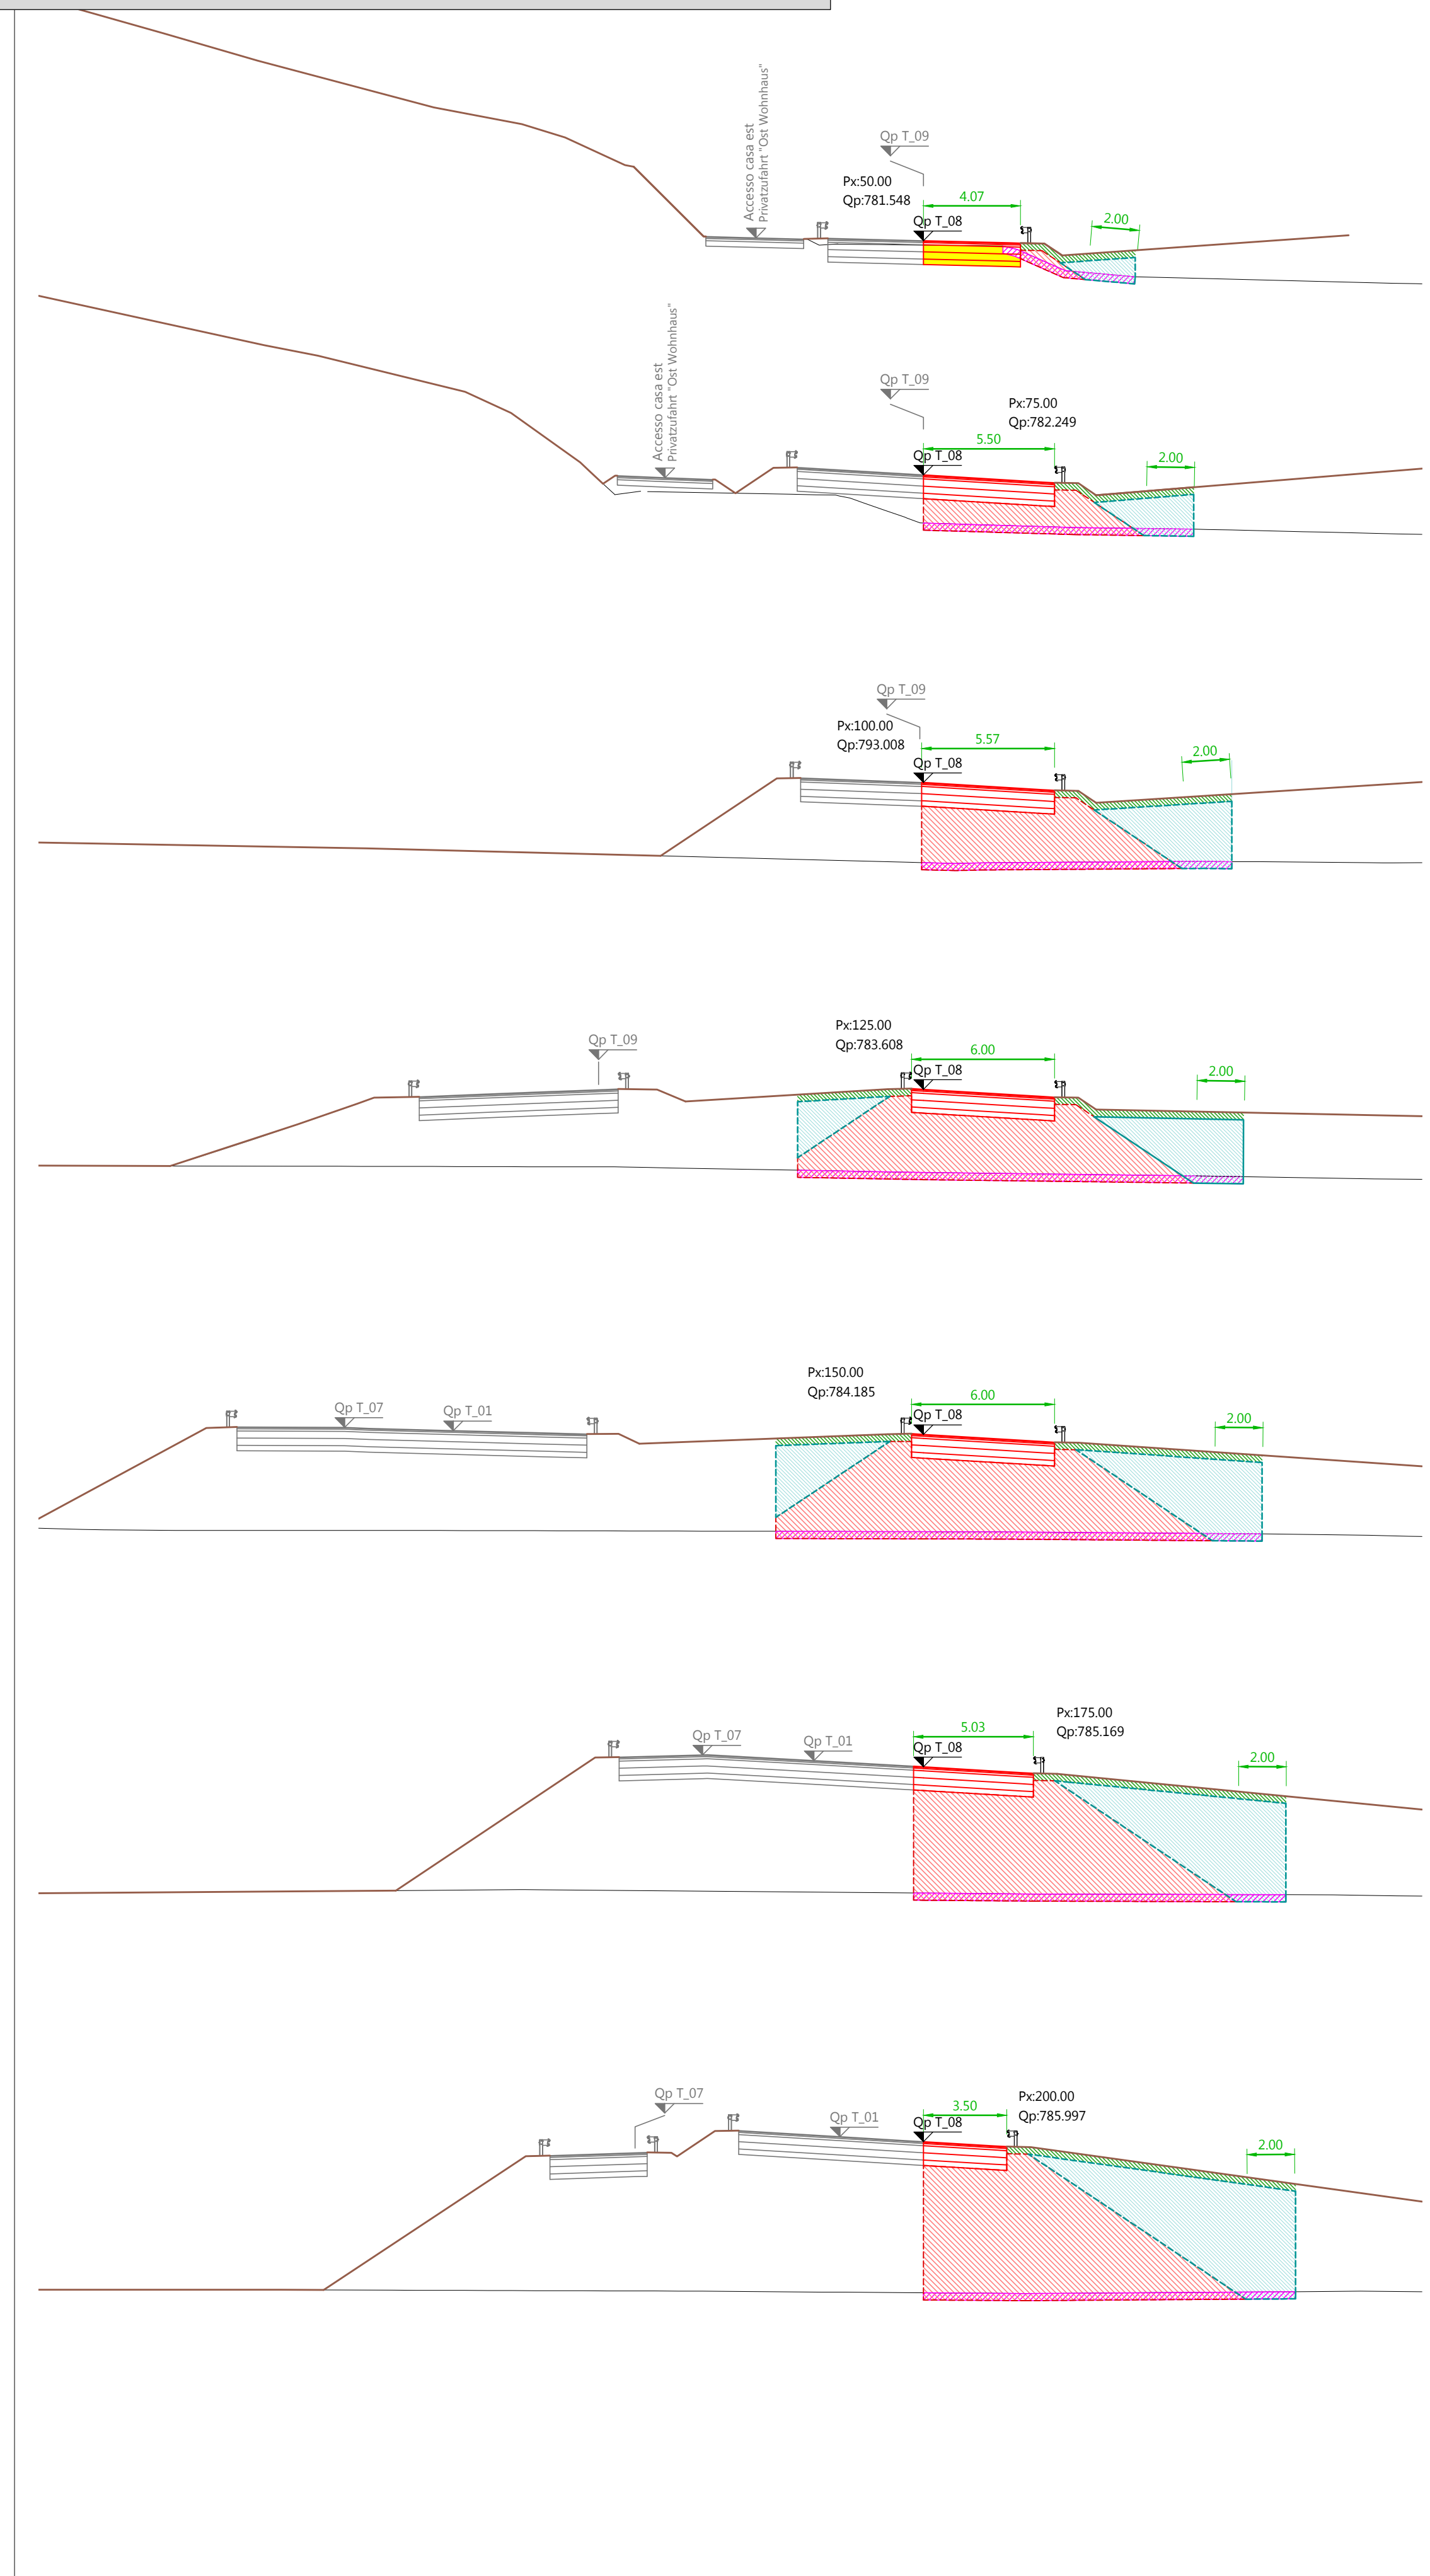 Accesso casa est
Privatzufahrt "Ost Wohnhaus"
Qp T_09
Px:50.00
Qp:781.548
4.07
Qp T_08
2.00
Accesso casa est
Privatzufahrt "Ost Wohnhaus"
Qp T_09
Px:75.00
Qp:782.249
5.50
Qp T_08
2.00
Qp T_09
Px:100.00
Qp:793.008
5.57
Qp T_08
2.00
Qp T_09
Px:125.00
Qp:783.608
6.00
Qp T_08
2.00
Qp T_07
Qp T_01
Px:150.00
Qp:784.185
6.00
Qp T_08
2.00
Qp T_07
Qp T_01
5.03
Qp T_08
Px:175.00
Qp:785.169
2.00
Qp T_07
Qp T_01
3.50
Qp T_08
Px:200.00
Qp:785.997
2.00